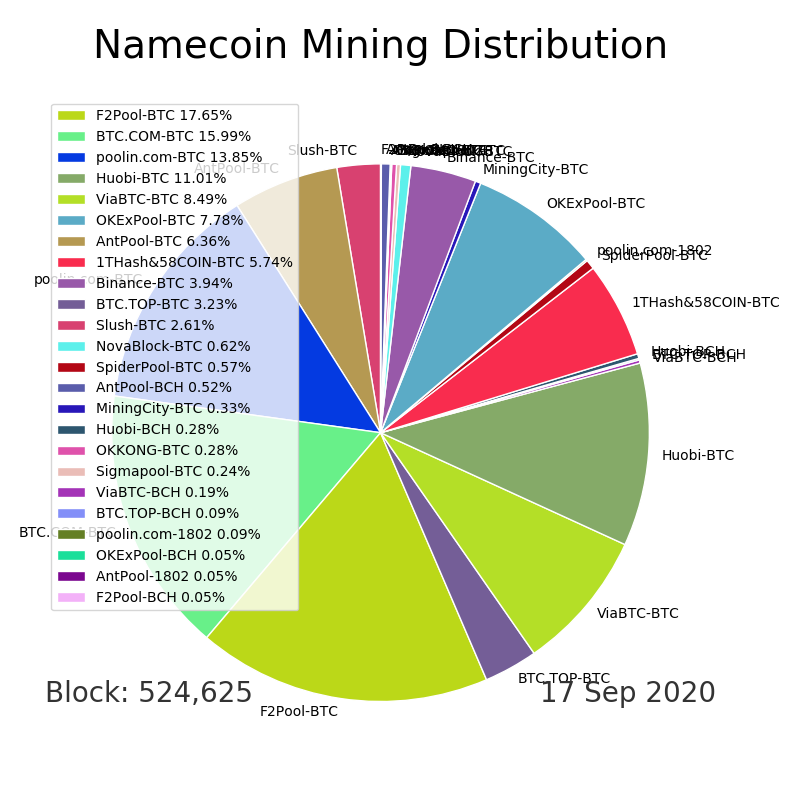 Namecoin Mining Distribution
F2Pool-BTC 17.65%
BTC.COM-BTC 15.99%
poolin.com-BTC 13.85%
Huobi-BTC 11.01%
ViaBTC-BTC 8.49%
OKExPool-BTC 7.78%
AntPool-BTC 6.36%
1THash&58COIN-BTC 5.74%
Binance-BTC 3.94%
BTC.TOP-BTC 3.23%
Slush-BTC 2.61%
NovaBlock-BTC 0.62%
SpiderPool-BTC 0.57%
AntPool-BCH 0.52%
MiningCity-BTC 0.33%
Huobi-BCH 0.28%
OKKONG-BTC 0.28%
Sigmapool-BTC 0.24%
ViaBTC-BCH 0.19%
BTC.TOP-BCH 0.09%
poolin.com-1802 0.09%
OKExPool-BCH 0.05%
AntPool-1802 0.05%
F2Pool-BCH 0.05%
Slush-BTC
AntPool-BTC
poolin.com-BTC
BTC.COM-BTC
F2Pool-BTC
BTC.TOP-BTC
ViaBTC-BTC
Huobi-BTC
ViaBTC-BCH
BTC.TOP-BCH
Huobi-BCH
1THash&58COIN-BTC
SpiderPool-BTC
poolin.com-1802
OKExPool-BTC
MiningCity-BTC
Binance-BTC
Block: 524,625
17 Sep 2020